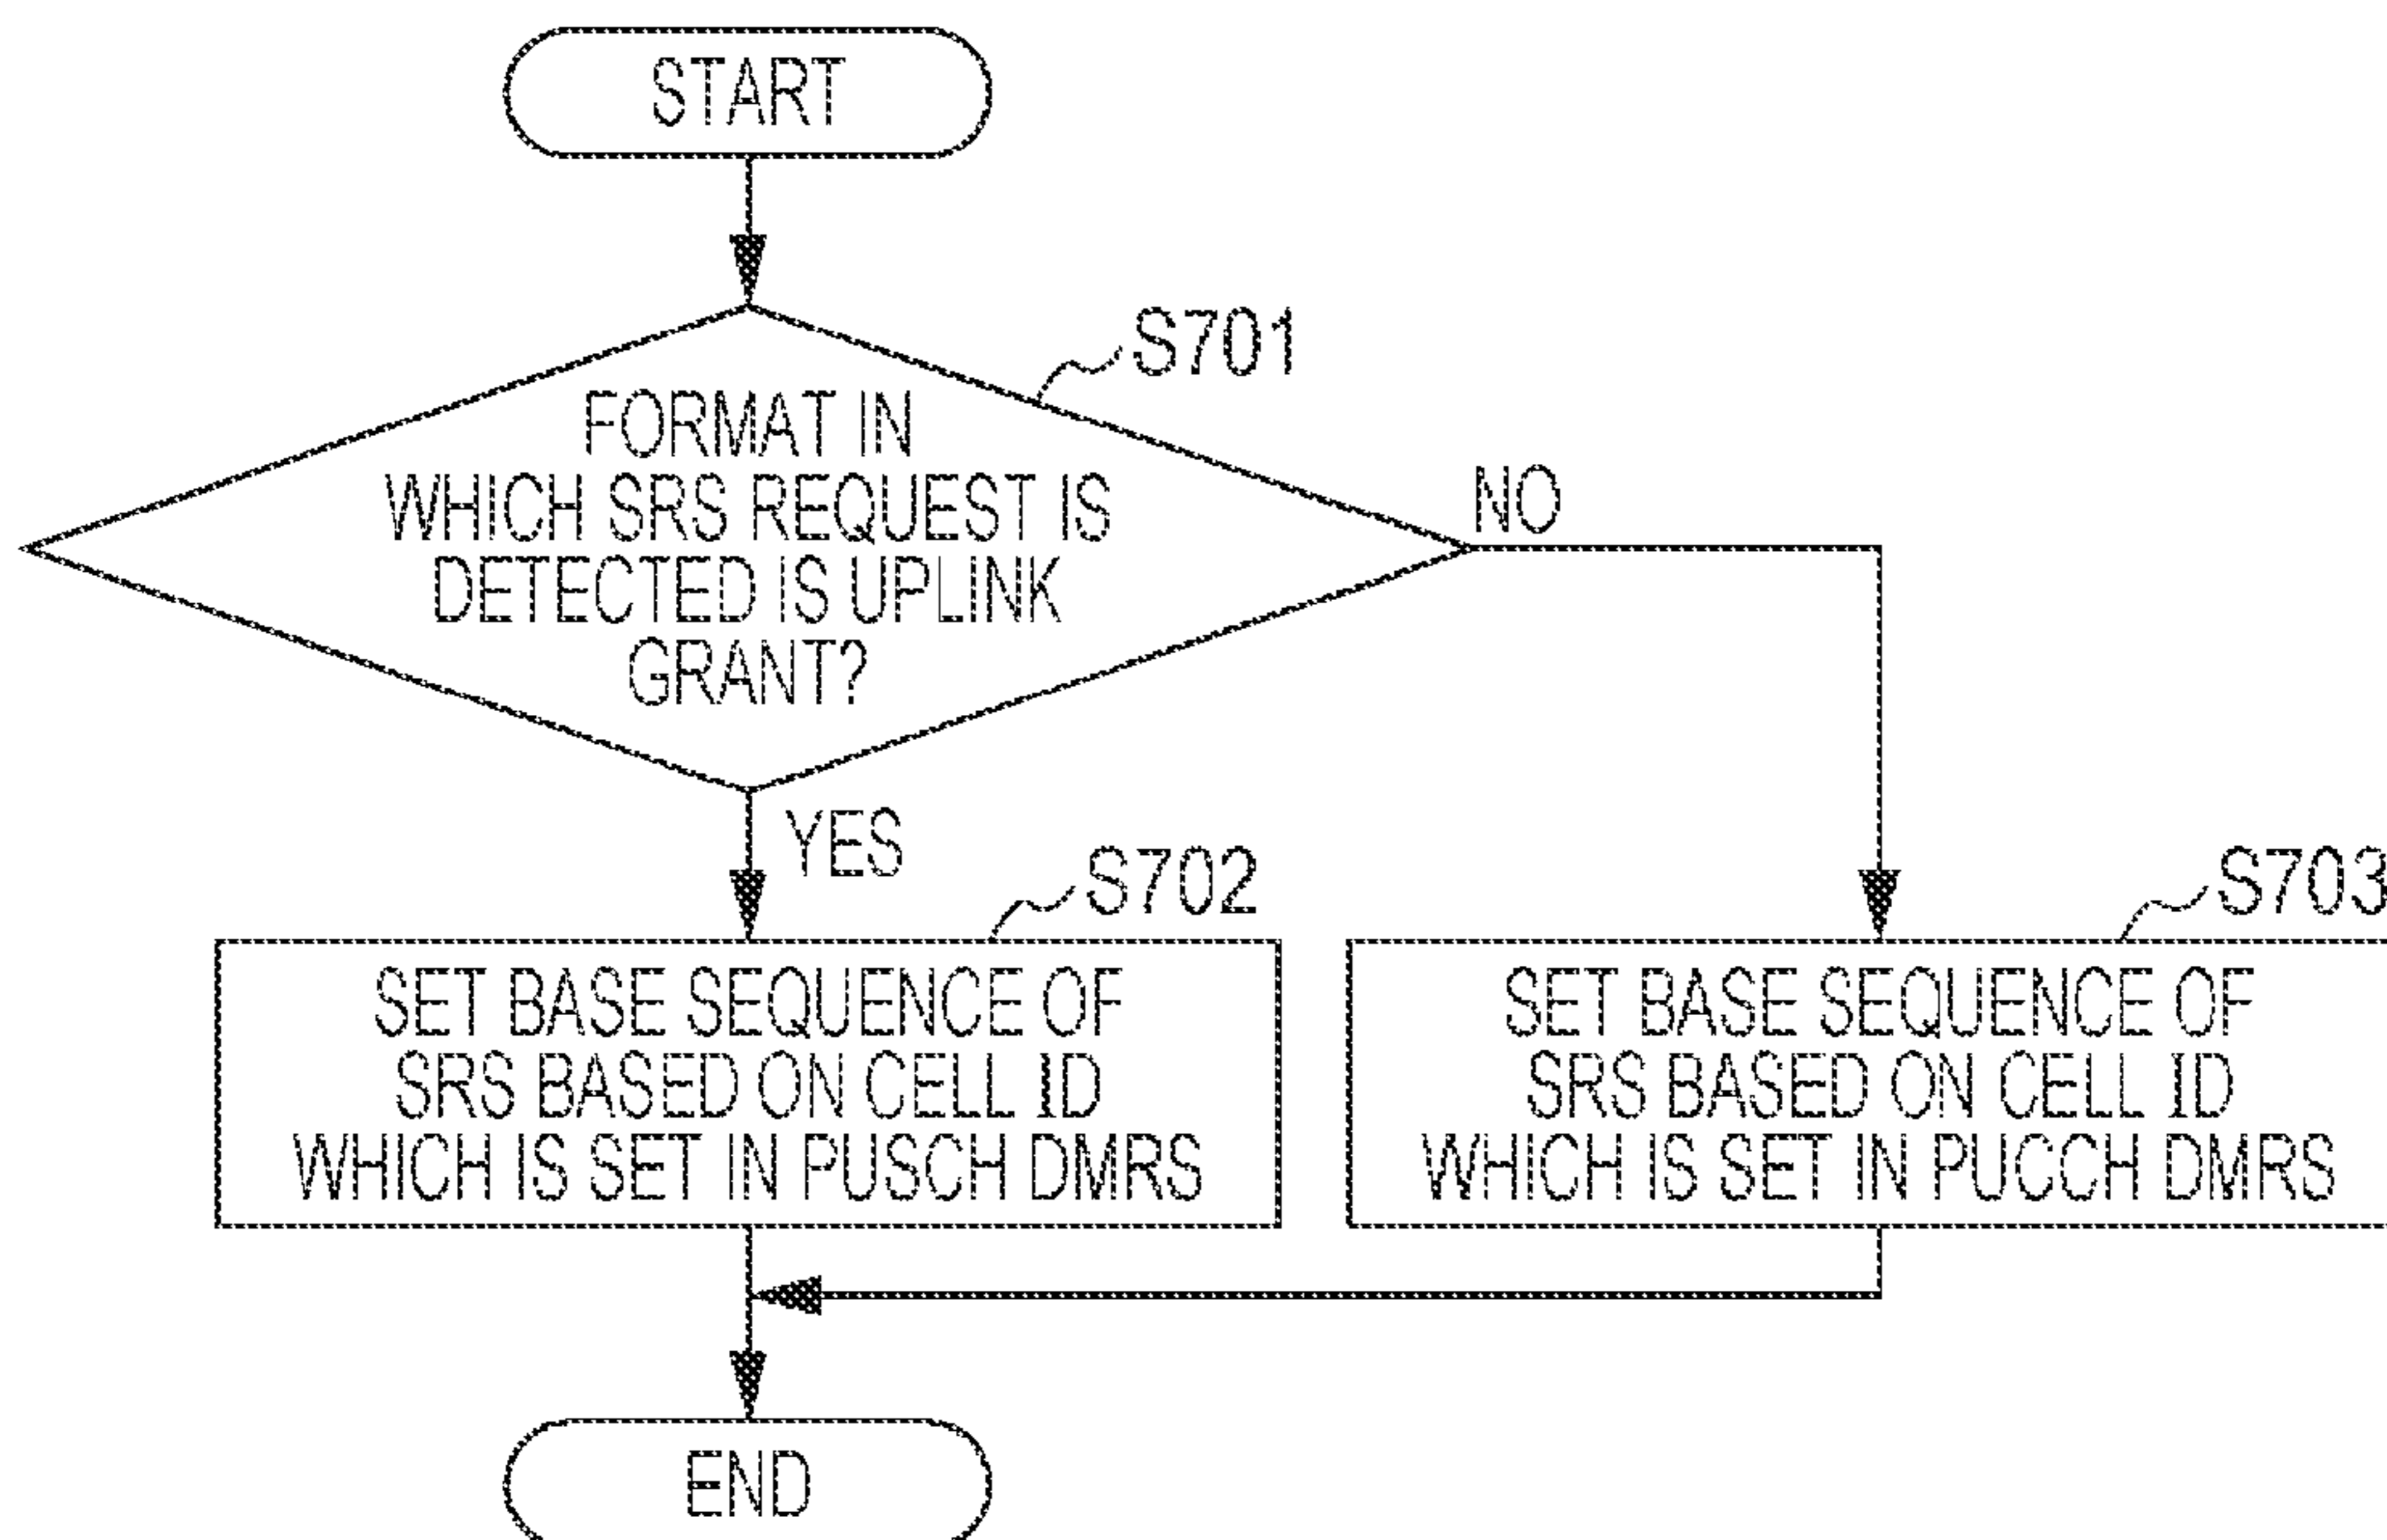 START
S701
FORMAT IN
WHICH SRS REQUEST IS
DETECTED IS UPLINK
GRANT?
NO
YES
S702
SET BASE SEQUENCE OF
SRS BASED ON CELL ID
WHICH IS SET IN PUSCH DMRS
S703
SET BASE SEQUENCE OF
SRS BASED ON CELL ID
WHICH IS SET IN PUCCH DMRS
END